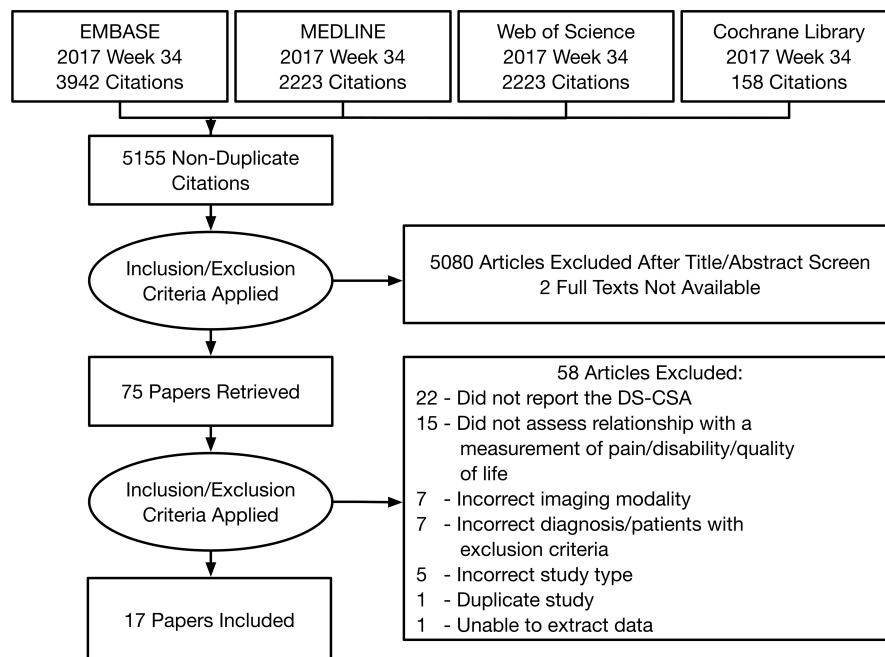 EMBASE
2017 Week 34
3942 Citations
MEDLINE
2017 Week 34
2223 Citations
Web of Science
2017 Week 34
2223 Citations
Cochrane Library
2017 Week 34
158 Citations
5155 Non-Duplicate
Citations
Inclusion/Exclusion
Criteria Applied
5080 Articles Excluded After Title/Abstract Screen
2 Full Texts Not Available
75 Papers Retrieved
58 Articles Excluded:
22 - Did not report the DS-CSA
15 - Did not assess relationship with a
measurement of pain/disability/quality
of life
7 - Incorrect imaging modality
7 - Incorrect diagnosis/patients with
exclusion criteria
5 - Incorrect study type
1 - Duplicate study
1 - Unable to extract data
Inclusion/Exclusion
Criteria Applied
17 Papers Included